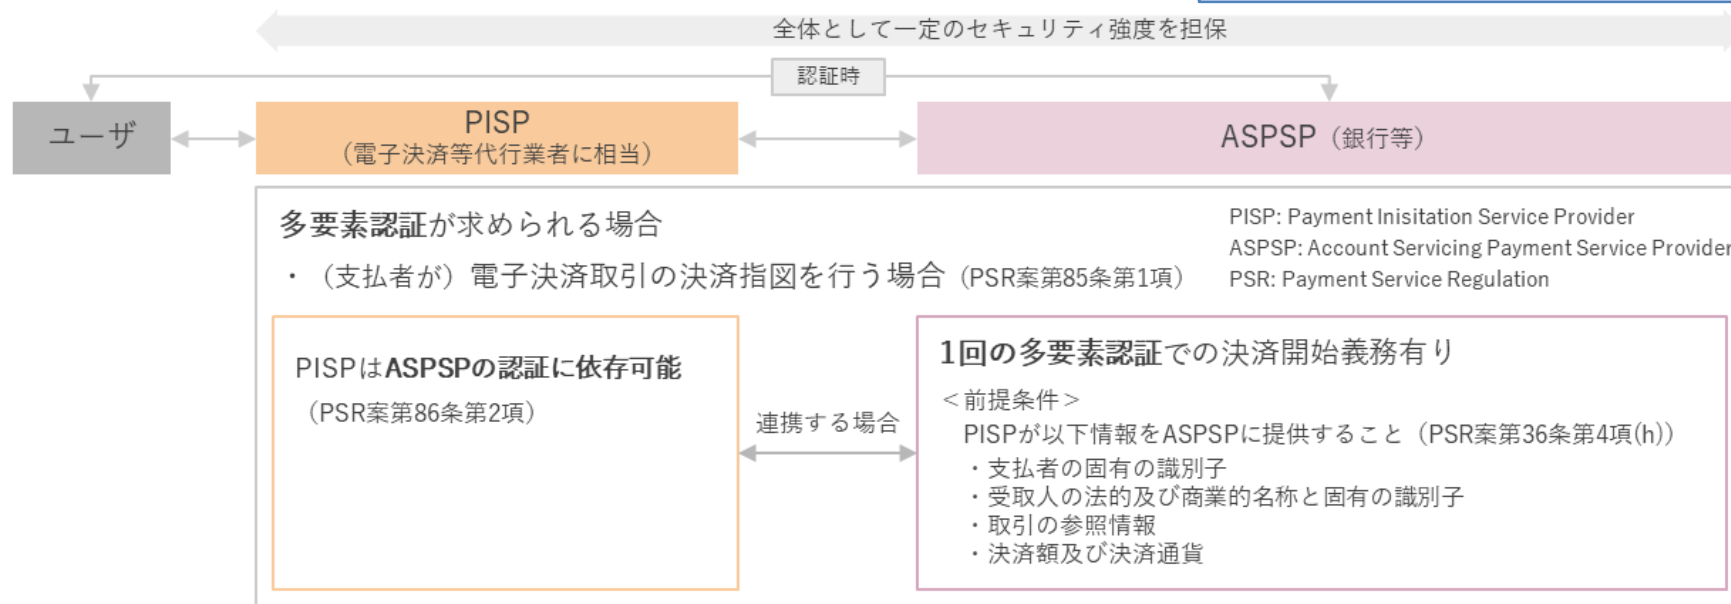 全体として一定のセキュリティ強度を担保
認証時
ユーザ
PISP
（電子決済等代行業者に相当）
ASPSP（銀行等）
多要素認証が求められる場合
・（支払者が）電子決済取引の決済指図を行う場合（PSR案第85条第1項）
PISP: Payment Inisitation Service Provider
ASPSP: Account Servicing Payment Service Provider
PSR: Payment Service Regulation
PISPはASPSPの認証に依存可能
（PSR案第86条第2項）
連携する場合
1回の多要素認証での決済開始義務有り
＜前提条件＞
PISPが以下情報をASPSPに提供すること（PSR案第36条第4項(h)）
・支払者の固有の識別子
・受取人の法的及び商業的名称と固有の識別子
・取引の参照情報
・決済額及び決済通貨